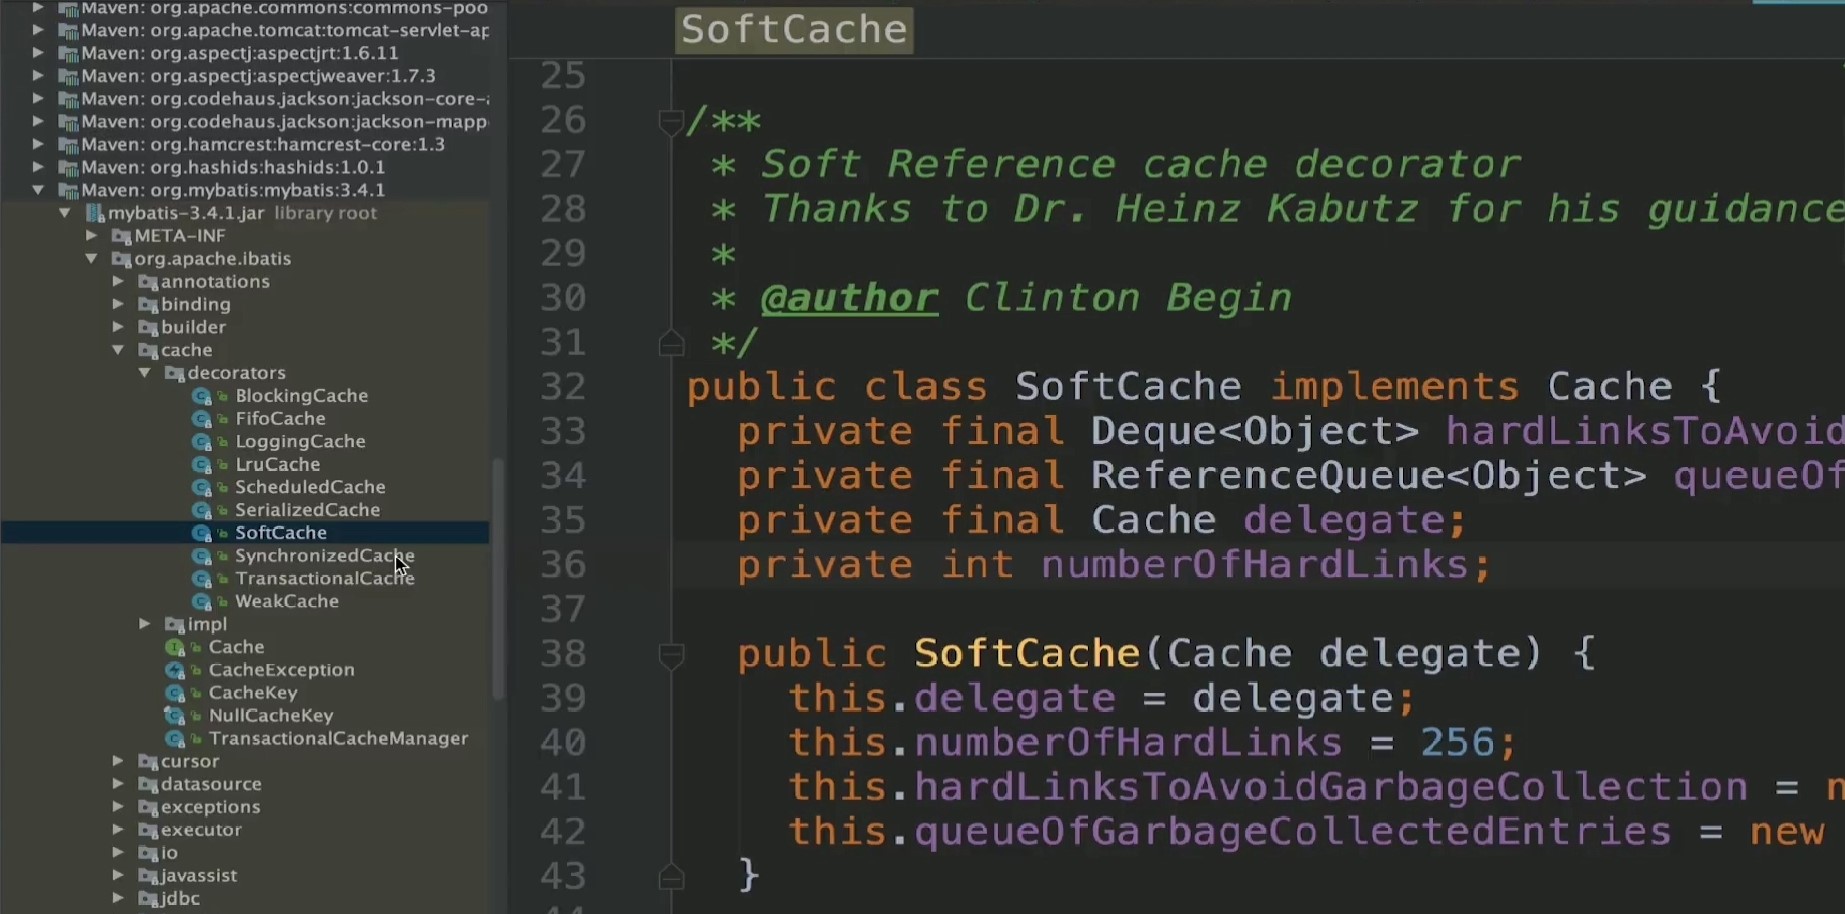 Maven: org.apache.commons:commons-poo
Maven: org.apache.tomcat:tomcat-servlet-ap
Maven: org.aspectj:aspectjrt:1.6.11
Maven: org.aspectj:aspectjweaver:1.7.3
Maven: org.codehaus.jackson:jackson-core-
Maven: org.codehaus.jackson:jackson-mapp
Maven: org.hamcrest:hamcrest-core:1.3
Maven: org.hashids:hashids:1.0.1
Maven: org.mybatis:mybatis:3.4.1
mybatis-3.4.1.jar library root
META-INF
org.apache.ibatis
annotations
binding
builder
cache
decorators
BlockingCache
FifoCache
LoggingCache
LruCache
ScheduledCache
SerializedCache
SoftCache
SynchronizedCache
TransactionalCache
WeakCache
impl
Cache
CacheException
CacheKey
NullCacheKey
TransactionalCacheManager
cursor
datasource
exceptions
executor
io
javassist
jdbc
SoftCache
25
26 /**
27 * Soft Reference cache decorator
28 * Thanks to Dr. Heinz Kabutz for his guidance
29 *
30 * @author Clinton Begin
31 */
32 public class SoftCache implements Cache {
33 private final Deque<Object> hardLinksToAvoid
34 private final ReferenceQueue<Object> queueOf
35 private final Cache delegate;
36 private int numberOfHardLinks;
37
38 public SoftCache(Cache delegate) {
39 this.delegate = delegate;
40 this.numberOfHardLinks = 256;
41 this.hardLinksToAvoidGarbageCollection = n
42 this.queueOfGarbageCollectedEntries = new
43 }